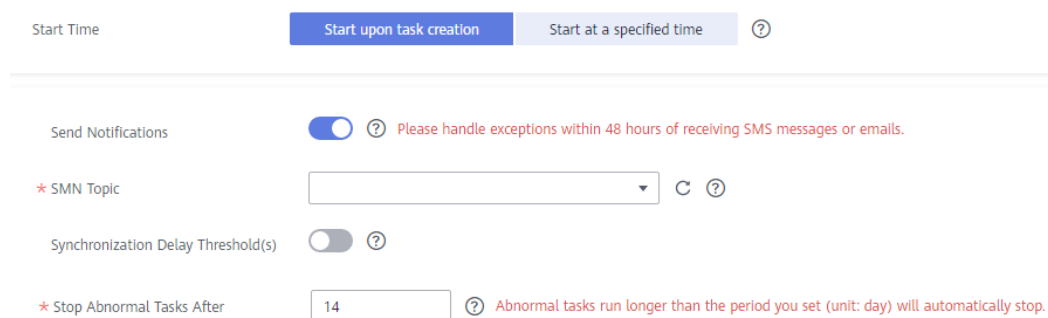 Start Time Start upon task creation Start at a specified time ?
Send Notifications ? Please handle exceptions within 48 hours of receiving SMS messages or emails.
* SMN Topic ?
Synchronization Delay Threshold(s) ?
* Stop Abnormal Tasks After 14 ? Abnormal tasks run longer than the period you set (unit: day) will automatically stop.